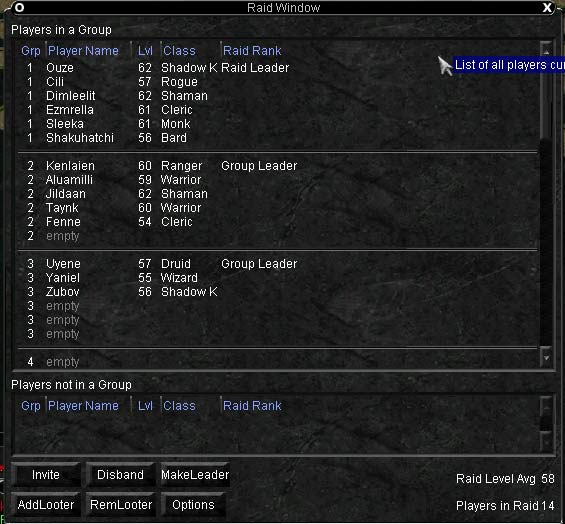 O Raid Window X
Players in a Group
Grp Player Name Lvl Class Raid Rank
List of all players cur
1 Ouze 62 Shadow K Raid Leader
1 Cili 57 Rogue
1 Dimleelit 62 Shaman
1 Ezmrella 61 Cleric
1 Sleeka 61 Monk
1 Shakuhatchi 56 Bard
2 Kenlaien 60 Ranger Group Leader
2 Aluamilli 59 Warrior
2 Jildaan 62 Shaman
2 Taynk 60 Warrior
2 Fenne 54 Cleric
2 empty
3 Uyene 57 Druid Group Leader
3 Yaniel 55 Wizard
3 Zubov 56 Shadow K
3 empty
3 empty
3 empty
4 empty
Players not in a Group
Grp Player Name Lvl Class Raid Rank
Invite Disband MakeLeader
Raid Level Avg 58
AddLooter RemLooter Options
Players in Raid 14